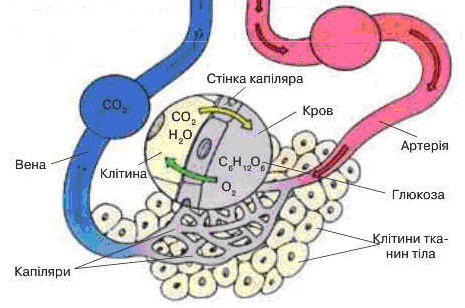 Стінка капіляра
CO2
CO2
H2O
Кров
Артерія
Вена
Клітина
C6H12O6
O2
Глюкоза
Клітини тка-
нин тіла
Капіляри